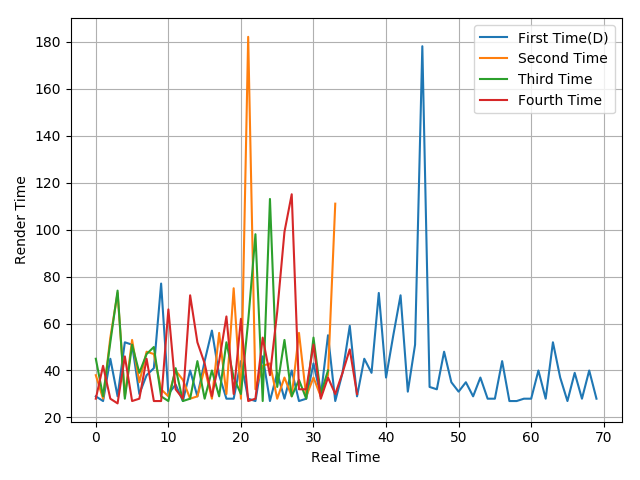 First Time(D)
Second Time
Third Time
Fourth Time
180
160
140
120
100
80
60
40
20
Render Time
0 10 20 30 40 50 60 70
Real Time